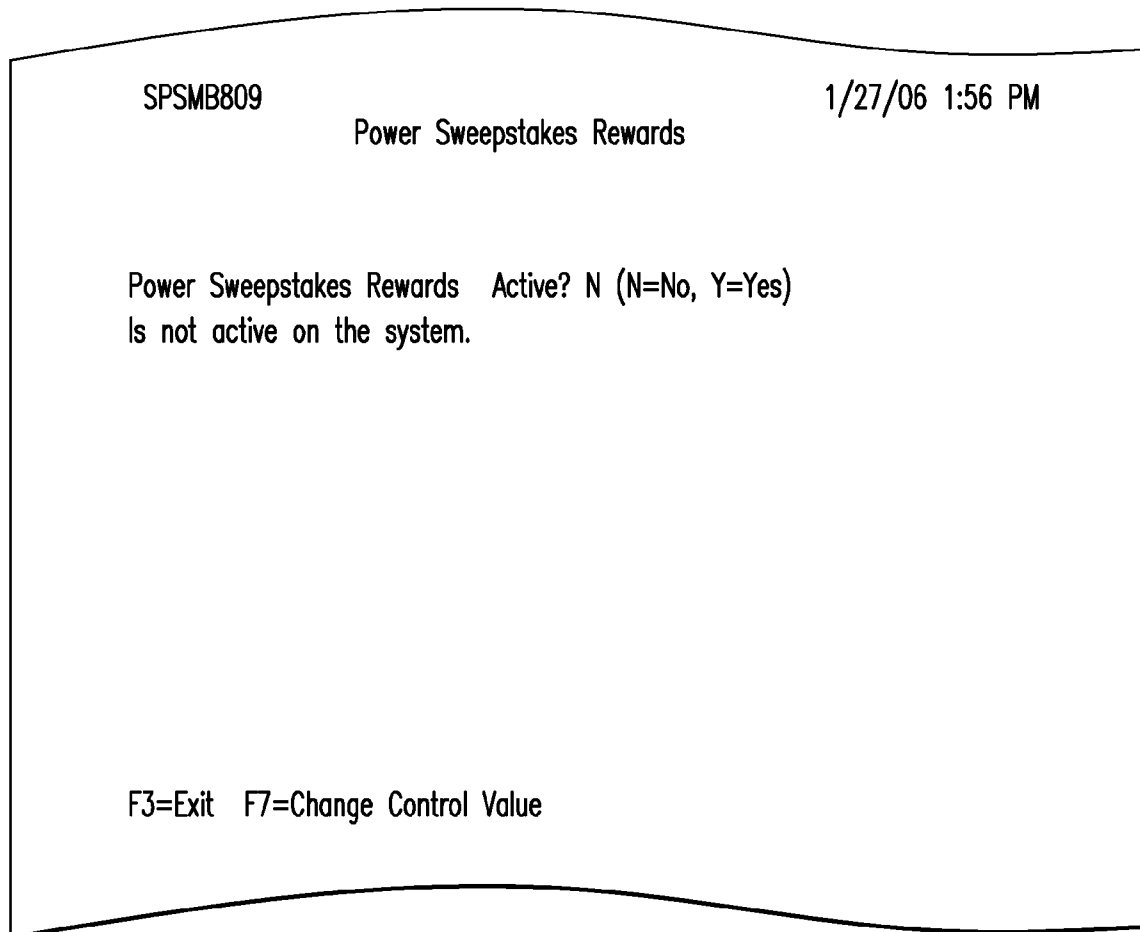 SPSMB809 1/27/06 1:56 PM
Power Sweepstakes Rewards
Power Sweepstakes Rewards Active? N (N=No, Y=Yes)
Is not active on the system.
F3=Exit F7=Change Control Value